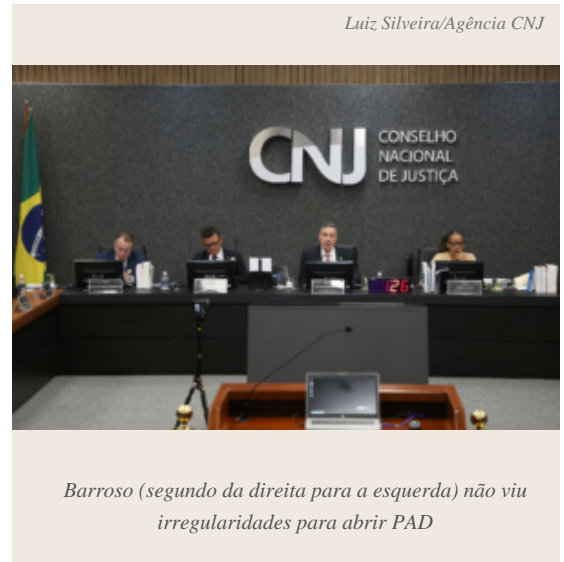 Luiz Silveira/Agência CNJ
CNJ
CONSELHO
NACIONAL
DE JUSTIÇA
126
Barroso (segundo da direita para a esquerda) não viu
irregularidades para abrir PAD